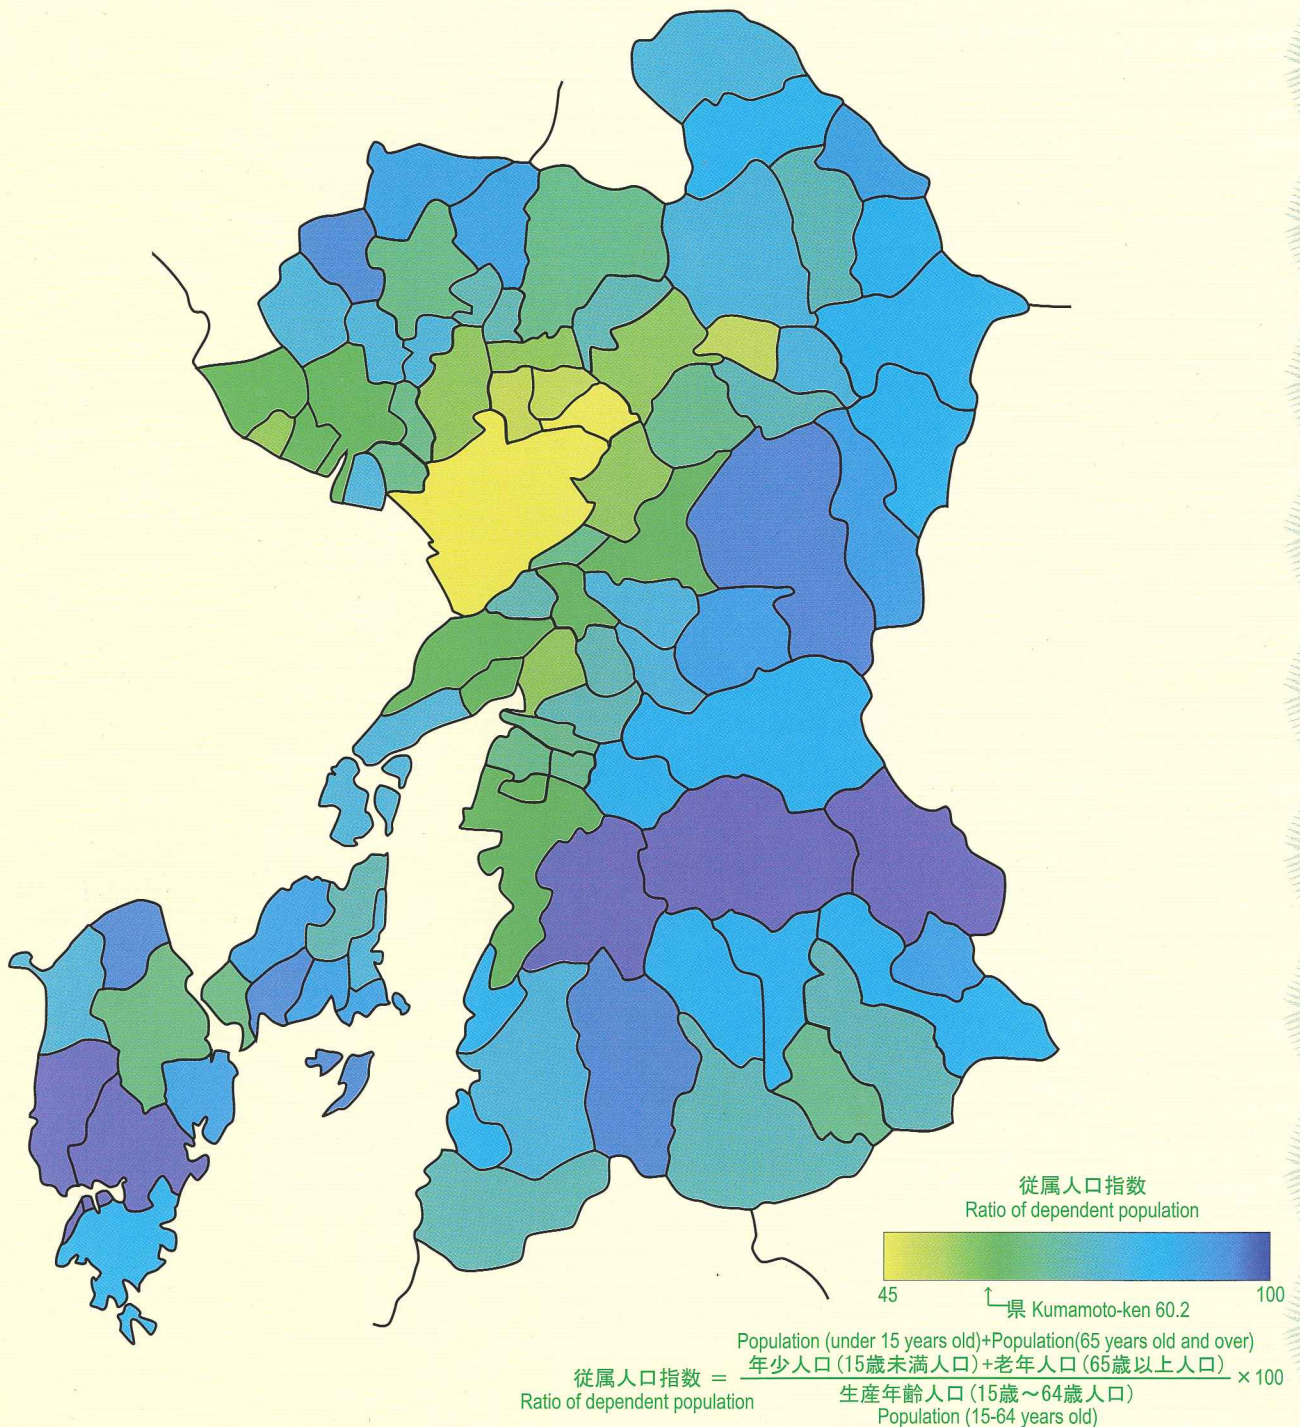 従属人口指数
Ratio of dependent population
45
100
県 Kumamoto-ken 60.2
Population (under 15 years old)+Population(65 years old and over)
従属人口指数 = 年少人口(15歳未満人口)+老年人口(65歳以上人口) × 100
Ratio of dependent population
生産年齢人口(15歳～64歳人口)
Population (15-64 years old)